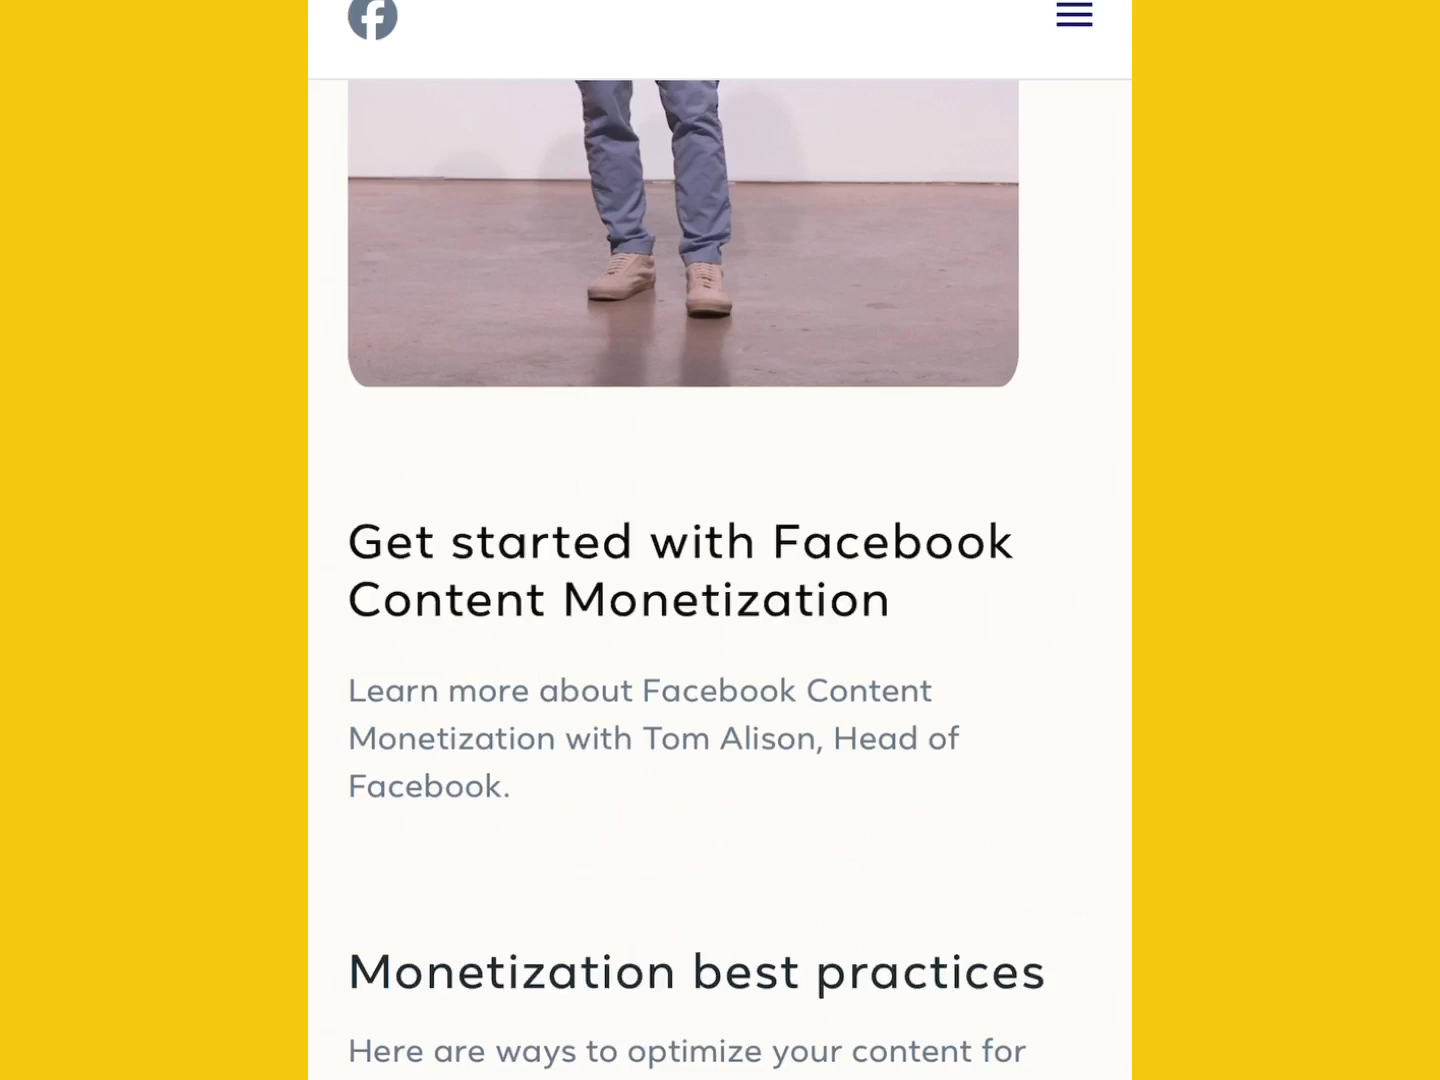 Get started with Facebook
Content Monetization
Learn more about Facebook Content
Monetization with Tom Alison, Head of
Facebook.
Monetization best practices
Here are ways to optimize your content for